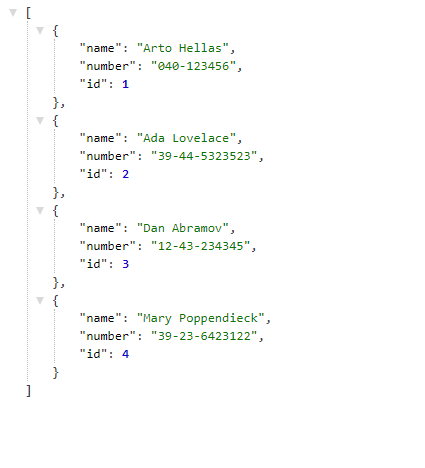 [
{
"name": "Arto Hellas",
"number": "040-123456",
"id": 1
},
{
"name": "Ada Lovelace",
"number": "39-44-5323523",
"id": 2
},
{
"name": "Dan Abramov",
"number": "12-43-234345",
"id": 3
},
{
"name": "Mary Poppendieck",
"number": "39-23-6423122",
"id": 4
}
]